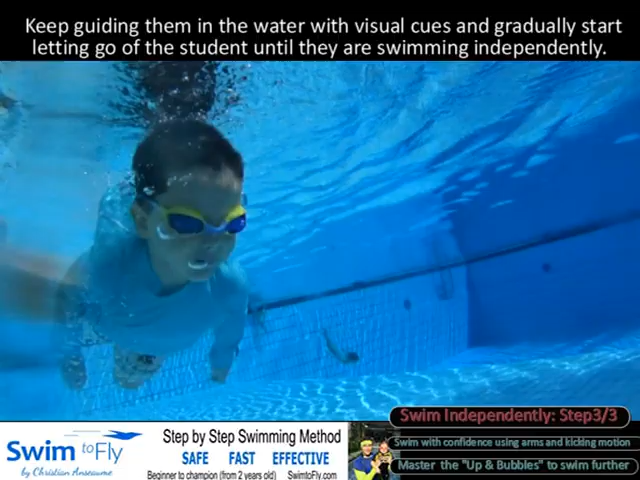 Keep guiding them in the water with visual cues and gradually start
letting go of the student until they are swimming independently.
Swim Independently: Step3/3
Swim to Fly
by Christian Anseaume
Step by Step Swimming Method
SAFE FAST EFFECTIVE
Beginner to champion (from 2 years old) SwimtoFly.com
Swim with confidence using arms and kicking motion
Master the "Up & Bubbles" to swim further